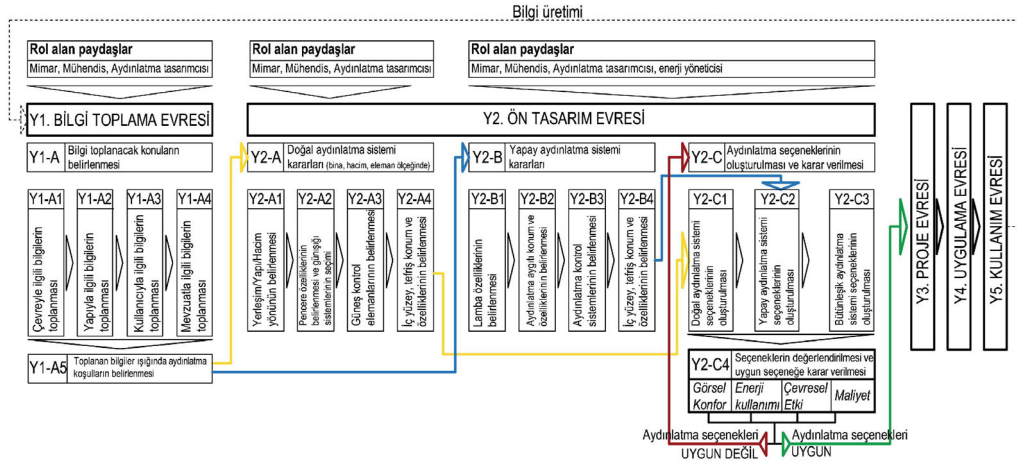 Bilgi üretimi
Rol alan paydaşlar
Mimar, Mühendis, Aydınlatma tasarımcısı
Rol alan paydaşlar
Mimar, Mühendis, Aydınlatma tasarımcısı
Rol alan paydaşlar
Mimar, Mühendis, Aydınlatma tasarımcısı, enerji yöneticisi
Y1. BİLGİ TOPLAMA EVRESİ
Y2. ÖN TASARIM EVRESİ
Y1-A
Bilgi toplanacak konuların
belirlenmesi
Y2-A
Doğal aydınlatma sistemi
kararları (bina, hacim, eleman ölçeğinde)
Y2-B
Yapay aydınlatma sistemi
kararları
Y2-C
Aydınlatma seçeneklerinin
oluşturulması ve karar verilmesi
Y1-A1
Çevreyle ilgili bilgilerin
toplanması
Y1-A2
Yapıyla ilgili bilgilerin
toplanması
Y1-A3
Kullanıcıyla ilgili bilgilerin
toplanması
Y1-A4
Mevzuatla ilgili bilgilerin
toplanması
Y2-A1
Yerleşim/Yapı/Hacim
yönünün belirlenmesi
Y2-A2
Pencere özelliklerinin
belirlenmesi ve günışığı
sistemlerinin seçimi
Y2-A3
Güneş kontrol
elemanlarının belirlenmesi
Y2-A4
İç yüzey, tefriş konum ve
özelliklerinin belirlenmesi
Y2-B1
Lamba özelliklerinin
belirlenmesi
Y2-B2
Aydınlatma aygıtı konum ve
özelliklerinin belirlenmesi
Y2-B3
Aydınlatma kontrol
sistemlerinin belirlenmesi
Y2-B4
İç yüzey, tefriş konum ve
özelliklerinin belirlenmesi
Y2-C1
Doğal aydınlatma sistemi
seçeneklerinin
oluşturulması
Y2-C2
Yapay aydınlatma sistemi
seçeneklerinin
oluşturulması
Y2-C3
Bütünleşik aydınlatma
sistemi seçeneklerinin
oluşturulması
Y3. PROJE EVRESİ
Y4. UYGULAMA EVRESİ
Y5. KULLANIM EVRESİ
Y1-A5
Toplanan bilgiler ışığında aydınlatma
koşulların belirlenmesi
Y2-C4
Seçeneklerin değerlendirilmesi ve
uygun seçeneğe karar verilmesi
Görsel
Konfor
Enerji
kullanımı
Çevresel
Etki
Maliyet
Aydınlatma seçenekleri
UYGUN DEĞİL
Aydınlatma seçenekleri
UYGUN